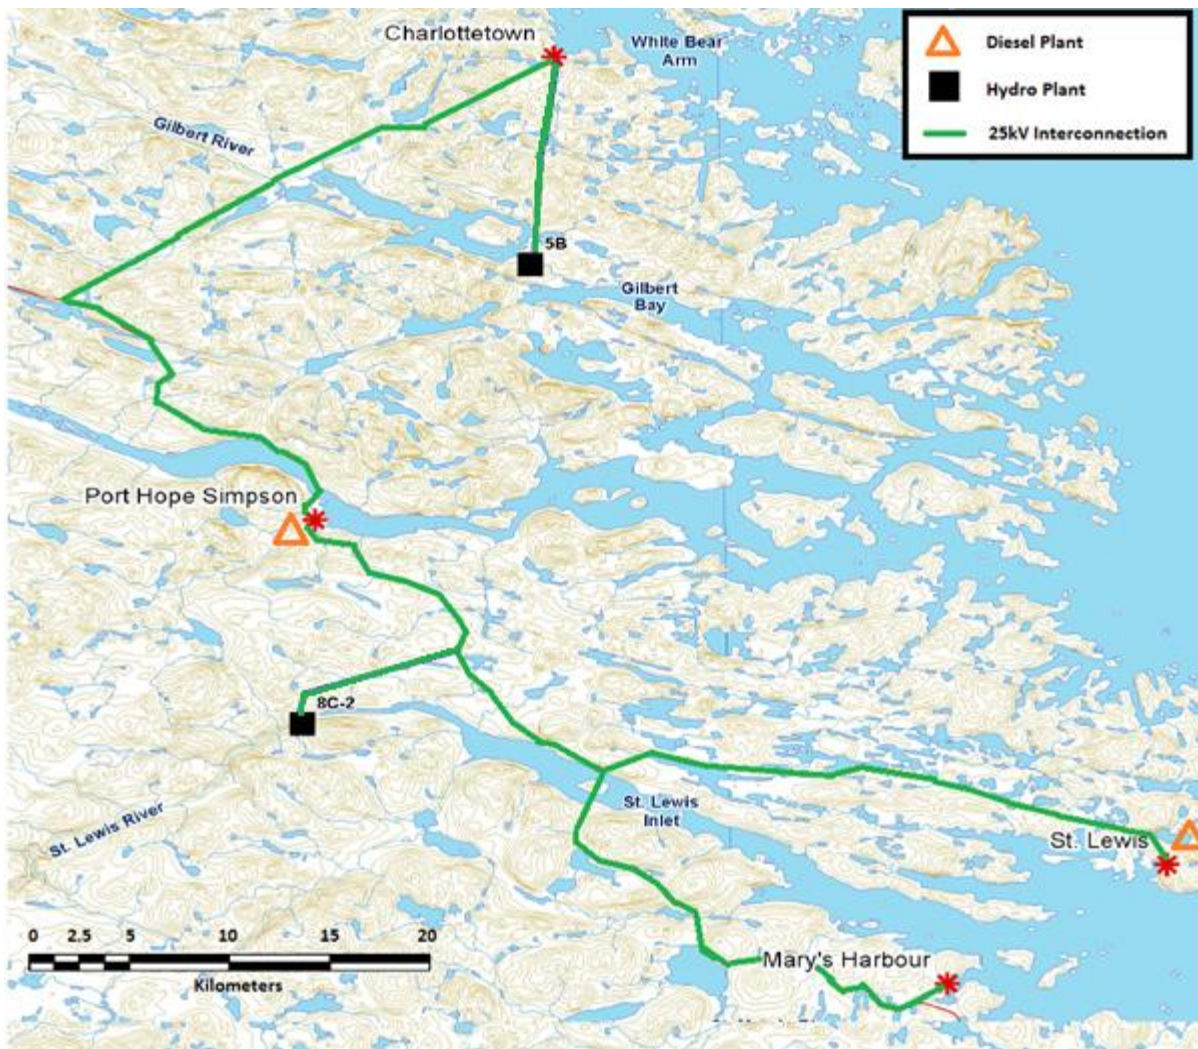 Charlottetown
White Bear
Arm
Diesel Plant
Hydro Plant
25kV Interconnection
Gilbert River
5B
Gilbert
Bay
Port Hope Simpson
8C-2
St. Lewis River
St. Lewis
Inlet
St. Lewis
0 2.5 5 10 15 20
Kilometers
Mary's Harbour